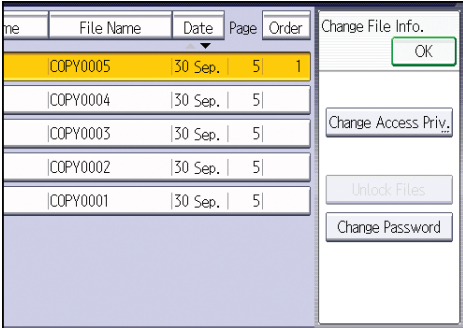 me File Name Date Page Order
COPY0005 30 Sep. 5 1
COPY0004 30 Sep. 5
COPY0003 30 Sep. 5
COPY0002 30 Sep. 5
COPY0001 30 Sep. 5
Change File Info.
OK
Change Access Priv.
Unlock Files
Change Password